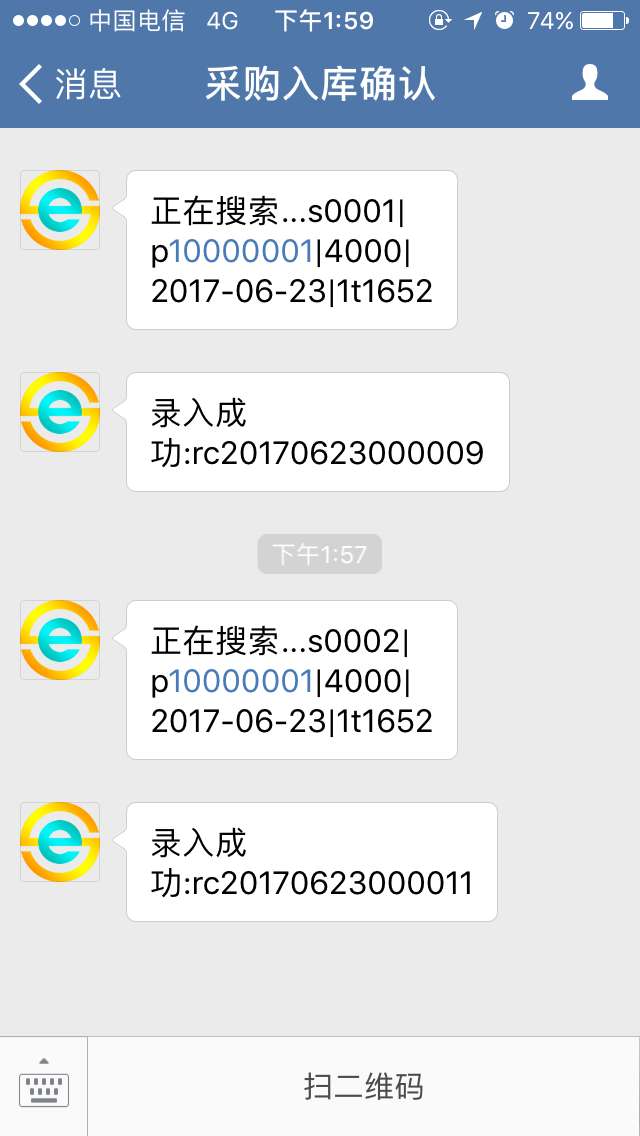 中国电信 4G 下午1:59 74%
消息 采购入库确认
正在搜索...s0001|
p10000001|4000|
2017-06-23|1t1652
录入成
功:rc20170623000009
下午1:57
正在搜索...s0002|
p10000001|4000|
2017-06-23|1t1652
录入成
功:rc20170623000011
扫二维码